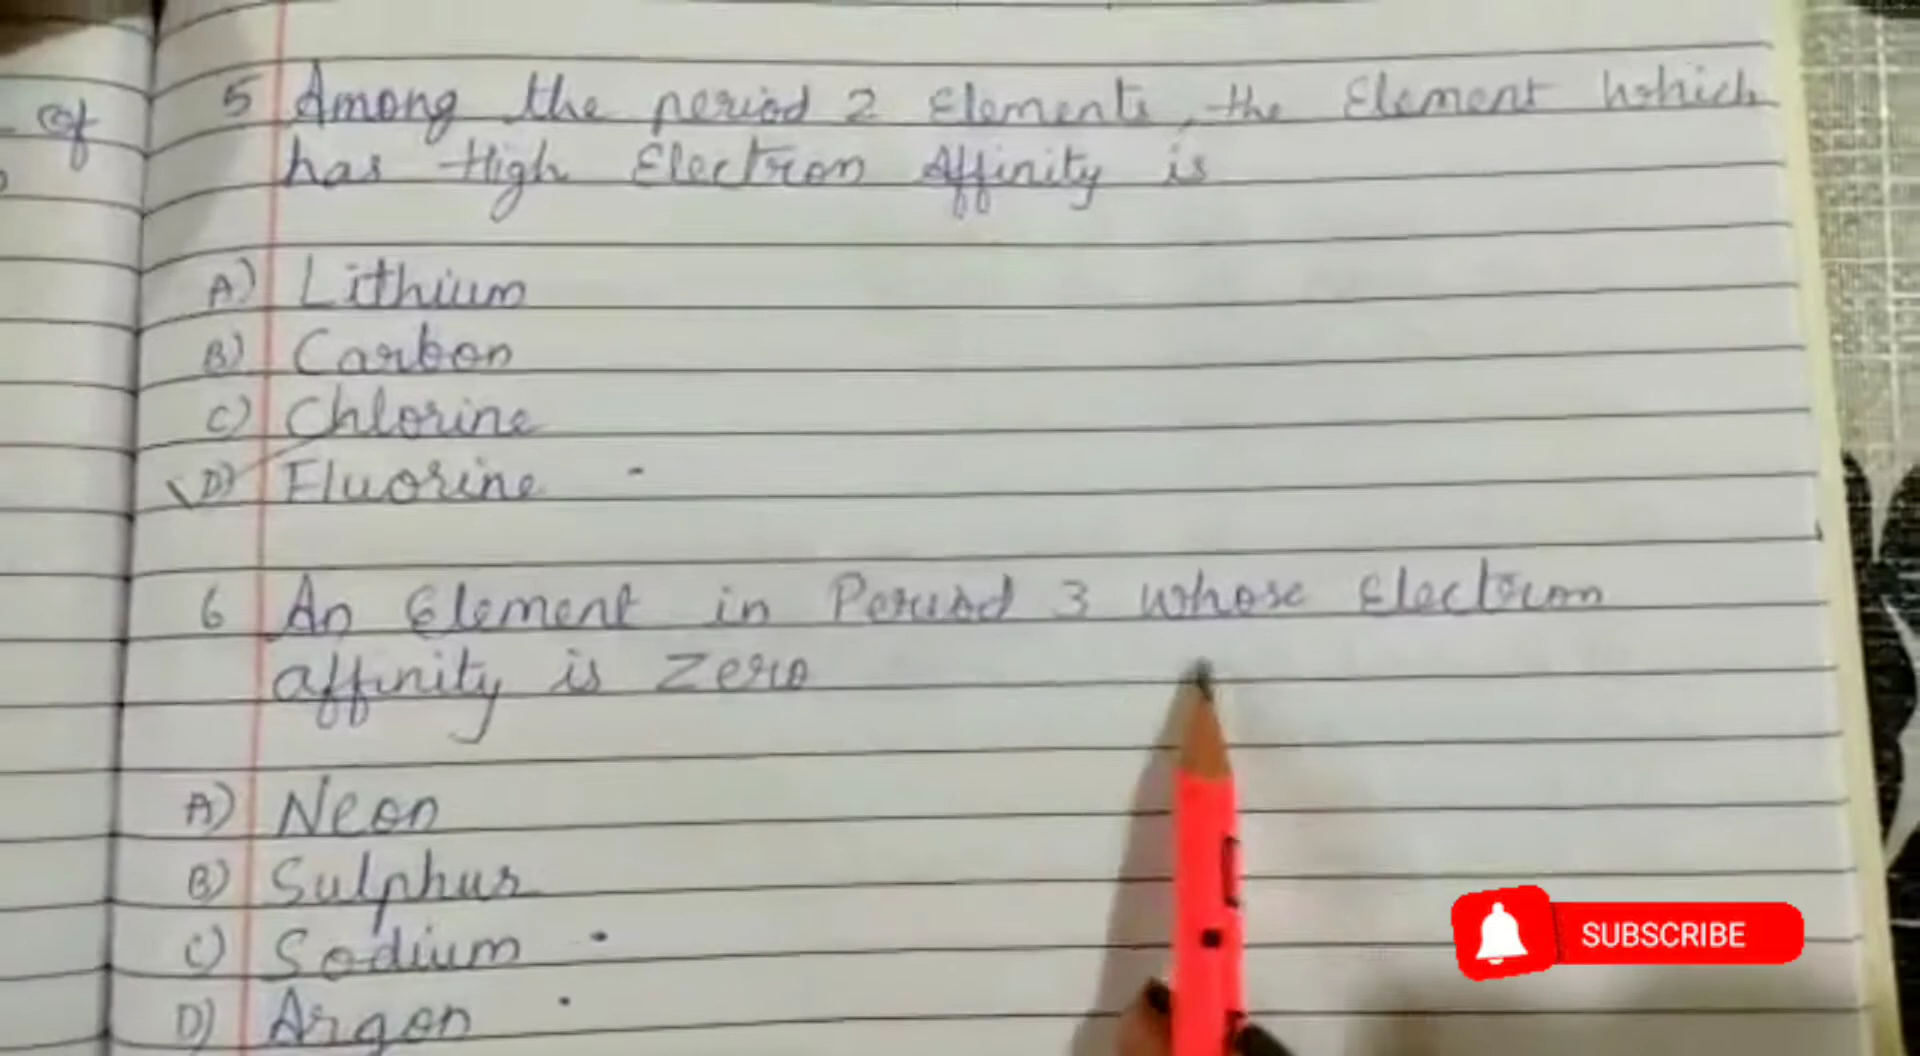 of
5 Among the period 2 Elements, the Element which
has High Electron Affinity is
A) Lithium
B) Carbon
C) Chlorine
D) Fluorine
6 An Element in Period 3 whose Electron
affinity is Zero
A) Neon
B) Sulphur
C) Sodium
D) Argon
SUBSCRIBE